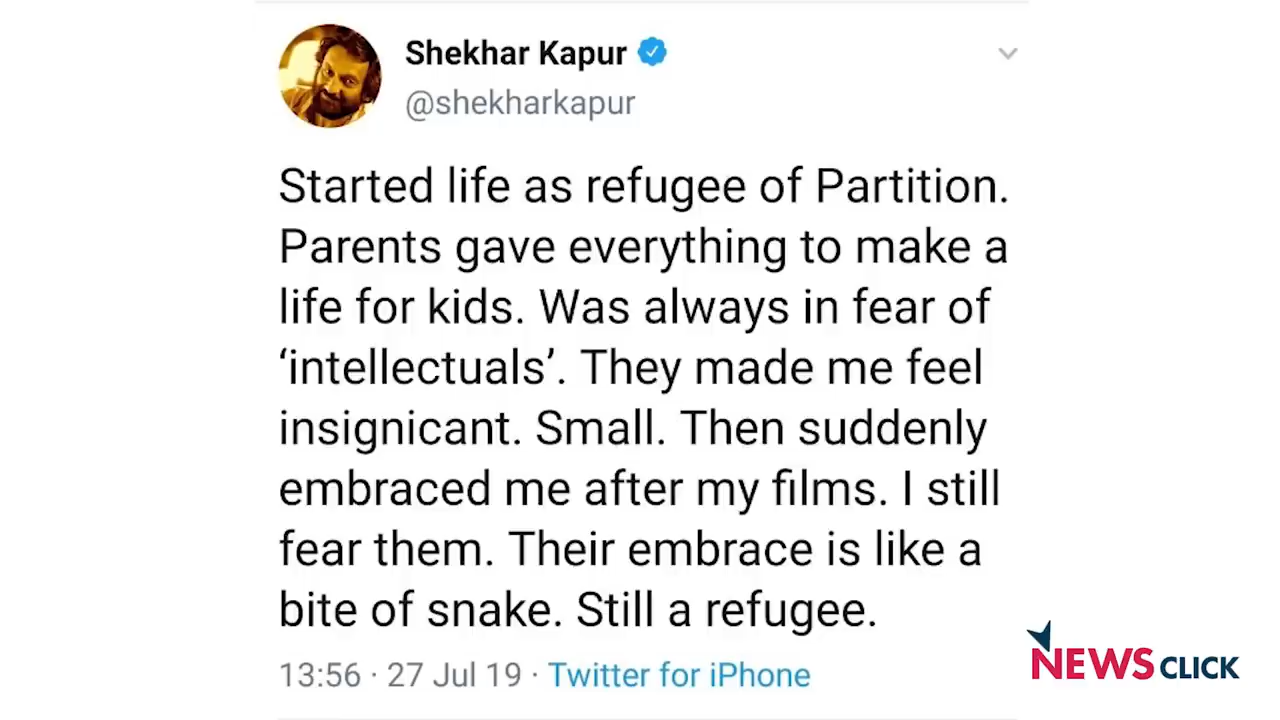 Shekhar Kapur
@shekharkapur
Started life as refugee of Partition.
Parents gave everything to make a
life for kids. Was always in fear of
‘intellectuals’. They made me feel
insignicant. Small. Then suddenly
embraced me after my films. I still
fear them. Their embrace is like a
bite of snake. Still a refugee.
13:56 · 27 Jul 19 · Twitter for iPhone
NEWSCLICK